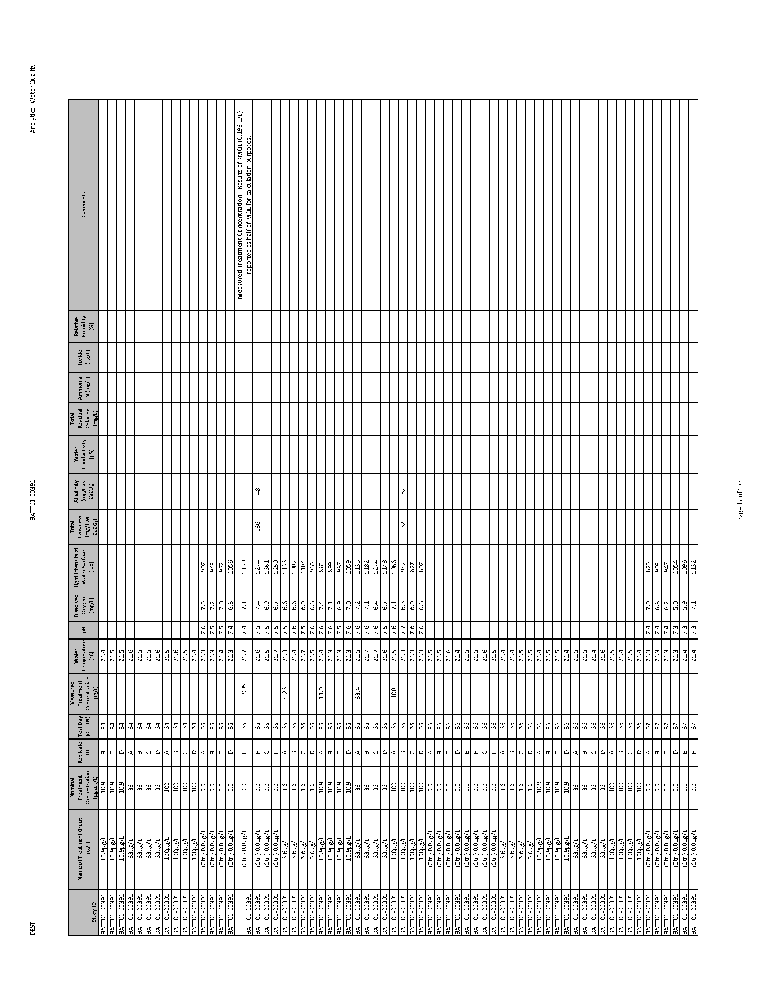 DEST BATT01-00391 Analytical Water Quality
Study ID Name of Treatment Group (µg/L) Nominal Treatment Concentration (µg a.i./L) Replicate ID Test Day (0 - 109) Measured Treatment Concentration (µg/L) Water Temperature (°C) pH Dissolved Oxygen (mg/L) Light Intensity at Water Surface (lux) Total Hardness (mg/L as CaCO₃) Alkalinity (mg/L as CaCO₃) Water Conductivity (µS) Total Residual Chlorine (mg/L) Ammonia-N (mg/L) Iodide (µg/L) Relative Humidity (%) Comments
BATT01-00391 10.9µg/L 10.9 B 34 21.4
BATT01-00391 10.9µg/L 10.9 C 34 21.5
BATT01-00391 10.9µg/L 10.9 D 34 21.5
BATT01-00391 33µg/L 33 A 34 21.6
BATT01-00391 33µg/L 33 B 34 21.5
BATT01-00391 33µg/L 33 C 34 21.5
BATT01-00391 33µg/L 33 D 34 21.6
BATT01-00391 100µg/L 100 A 34 21.5
BATT01-00391 100µg/L 100 B 34 21.6
BATT01-00391 100µg/L 100 C 34 21.5
BATT01-00391 100µg/L 100 D 34 21.4
BATT01-00391 (Ctrl) 0.0µg/L 0.0 A 35 21.3 7.6 7.3 907
BATT01-00391 (Ctrl) 0.0µg/L 0.0 B 35 21.3 7.5 7.2 943
BATT01-00391 (Ctrl) 0.0µg/L 0.0 C 35 21.4 7.5 7.0 972
BATT01-00391 (Ctrl) 0.0µg/L 0.0 D 35 21.3 7.4 6.8 1056
BATT01-00391 (Ctrl) 0.0µg/L 0.0 E 35 0.0995 21.7 7.4 7.1 1130 Measured Treatment Concentration - Results of <MQL (0.199 µ/L) reported as half of MQL for calculation purposes.
BATT01-00391 (Ctrl) 0.0µg/L 0.0 F 35 21.6 7.5 7.4 1274 136 48
BATT01-00391 (Ctrl) 0.0µg/L 0.0 G 35 21.5 7.5 6.9 1361
BATT01-00391 (Ctrl) 0.0µg/L 0.0 H 35 21.7 7.5 6.7 1250
BATT01-00391 3.6µg/L 3.6 A 35 4.23 21.3 7.5 6.6 1133
BATT01-00391 3.6µg/L 3.6 B 35 21.4 7.6 6.6 1002
BATT01-00391 3.6µg/L 3.6 C 35 21.7 7.5 6.9 1104
BATT01-00391 3.6µg/L 3.6 D 35 21.5 7.6 6.8 983
BATT01-00391 10.9µg/L 10.9 A 35 14.0 21.4 7.6 7.4 865
BATT01-00391 10.9µg/L 10.9 B 35 21.3 7.6 7.1 899
BATT01-00391 10.9µg/L 10.9 C 35 21.5 7.5 6.9 987
BATT01-00391 10.9µg/L 10.9 D 35 21.3 7.6 7.0 1059
BATT01-00391 33µg/L 33 A 35 33.4 21.5 7.6 7.2 1135
BATT01-00391 33µg/L 33 B 35 21.7 7.6 7.1 1182
BATT01-00391 33µg/L 33 C 35 21.7 7.6 6.4 1274
BATT01-00391 33µg/L 33 D 35 21.6 7.5 6.7 1148
BATT01-00391 100µg/L 100 A 35 100 21.5 7.6 7.1 1066
BATT01-00391 100µg/L 100 B 35 21.3 7.7 6.3 942 132 52
BATT01-00391 100µg/L 100 C 35 21.3 7.6 6.9 827
BATT01-00391 100µg/L 100 D 35 21.3 7.6 6.8 807
BATT01-00391 (Ctrl) 0.0µg/L 0.0 A 36 21.5
BATT01-00391 (Ctrl) 0.0µg/L 0.0 B 36 21.5
BATT01-00391 (Ctrl) 0.0µg/L 0.0 C 36 21.6
BATT01-00391 (Ctrl) 0.0µg/L 0.0 D 36 21.4
BATT01-00391 (Ctrl) 0.0µg/L 0.0 E 36 21.5
BATT01-00391 (Ctrl) 0.0µg/L 0.0 F 36 21.5
BATT01-00391 (Ctrl) 0.0µg/L 0.0 G 36 21.6
BATT01-00391 (Ctrl) 0.0µg/L 0.0 H 36 21.5
BATT01-00391 3.6µg/L 3.6 A 36 21.4
BATT01-00391 3.6µg/L 3.6 B 36 21.4
BATT01-00391 3.6µg/L 3.6 C 36 21.5
BATT01-00391 3.6µg/L 3.6 D 36 21.5
BATT01-00391 10.9µg/L 10.9 A 36 21.4
BATT01-00391 10.9µg/L 10.9 B 36 21.5
BATT01-00391 10.9µg/L 10.9 C 36 21.5
BATT01-00391 10.9µg/L 10.9 D 36 21.4
BATT01-00391 33µg/L 33 A 36 21.5
BATT01-00391 33µg/L 33 B 36 21.5
BATT01-00391 33µg/L 33 C 36 21.4
BATT01-00391 33µg/L 33 D 36 21.6
BATT01-00391 100µg/L 100 A 36 21.5
BATT01-00391 100µg/L 100 B 36 21.4
BATT01-00391 100µg/L 100 C 36 21.5
BATT01-00391 100µg/L 100 D 36 21.4
BATT01-00391 (Ctrl) 0.0µg/L 0.0 A 37 21.3 7.4 7.0 825
BATT01-00391 (Ctrl) 0.0µg/L 0.0 B 37 21.3 7.4 6.8 903
BATT01-00391 (Ctrl) 0.0µg/L 0.0 C 37 21.3 7.4 6.2 947
BATT01-00391 (Ctrl) 0.0µg/L 0.0 D 37 21.3 7.3 5.0 1054
BATT01-00391 (Ctrl) 0.0µg/L 0.0 E 37 21.4 7.3 5.9 1096
BATT01-00391 (Ctrl) 0.0µg/L 0.0 F 37 21.4 7.3 7.1 1132
Page 17 of 174